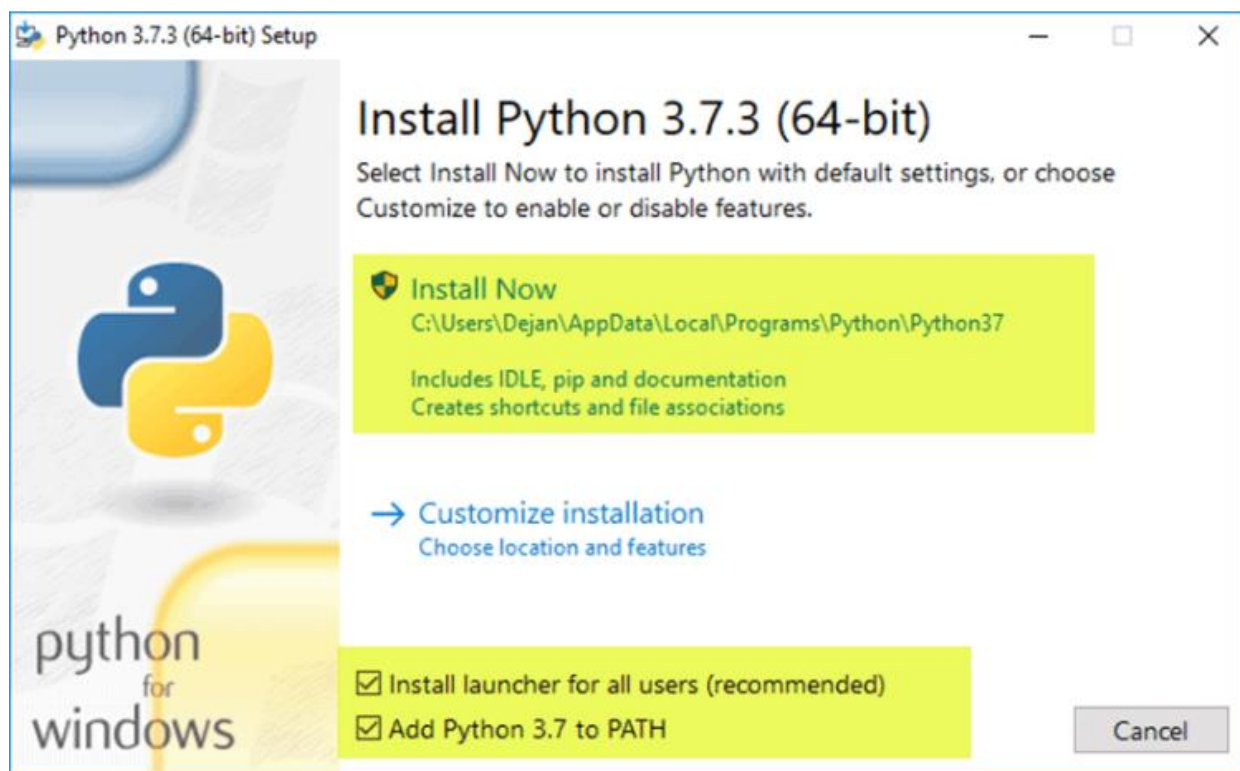 Python 3.7.3 (64-bit) Setup
Install Python 3.7.3 (64-bit)
Select Install Now to install Python with default settings, or choose
Customize to enable or disable features.
Install Now
C:\Users\Dejan\AppData\Local\Programs\Python\Python37
Includes IDLE, pip and documentation
Creates shortcuts and file associations
Customize installation
Choose location and features
python
for
windows
Install launcher for all users (recommended)
Add Python 3.7 to PATH
Cancel